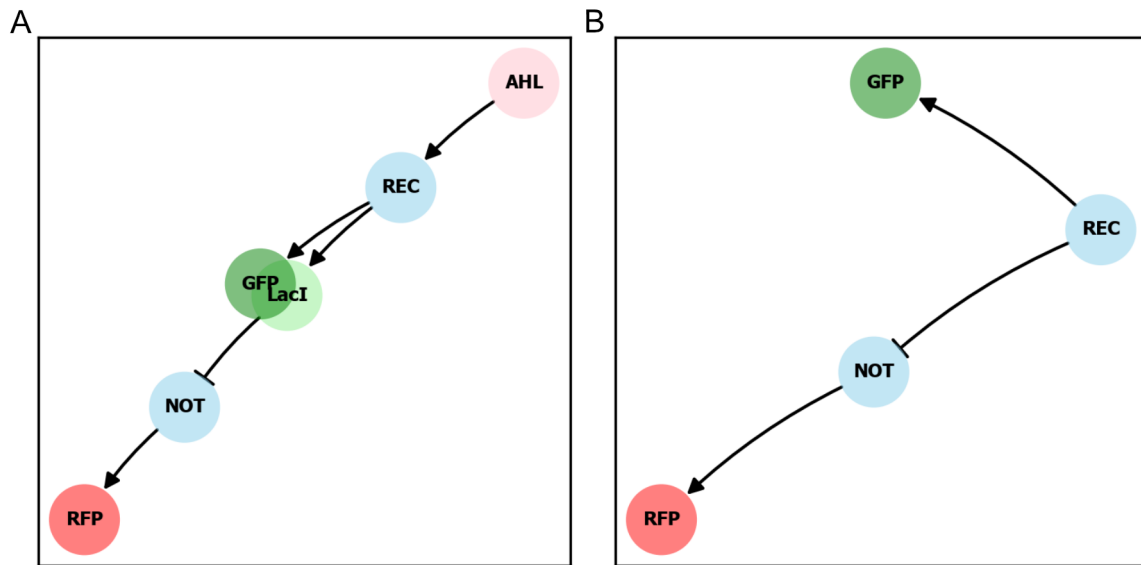 A
AHL
REC
GFP
LacI
NOT
RFP
B
GFP
REC
NOT
RFP